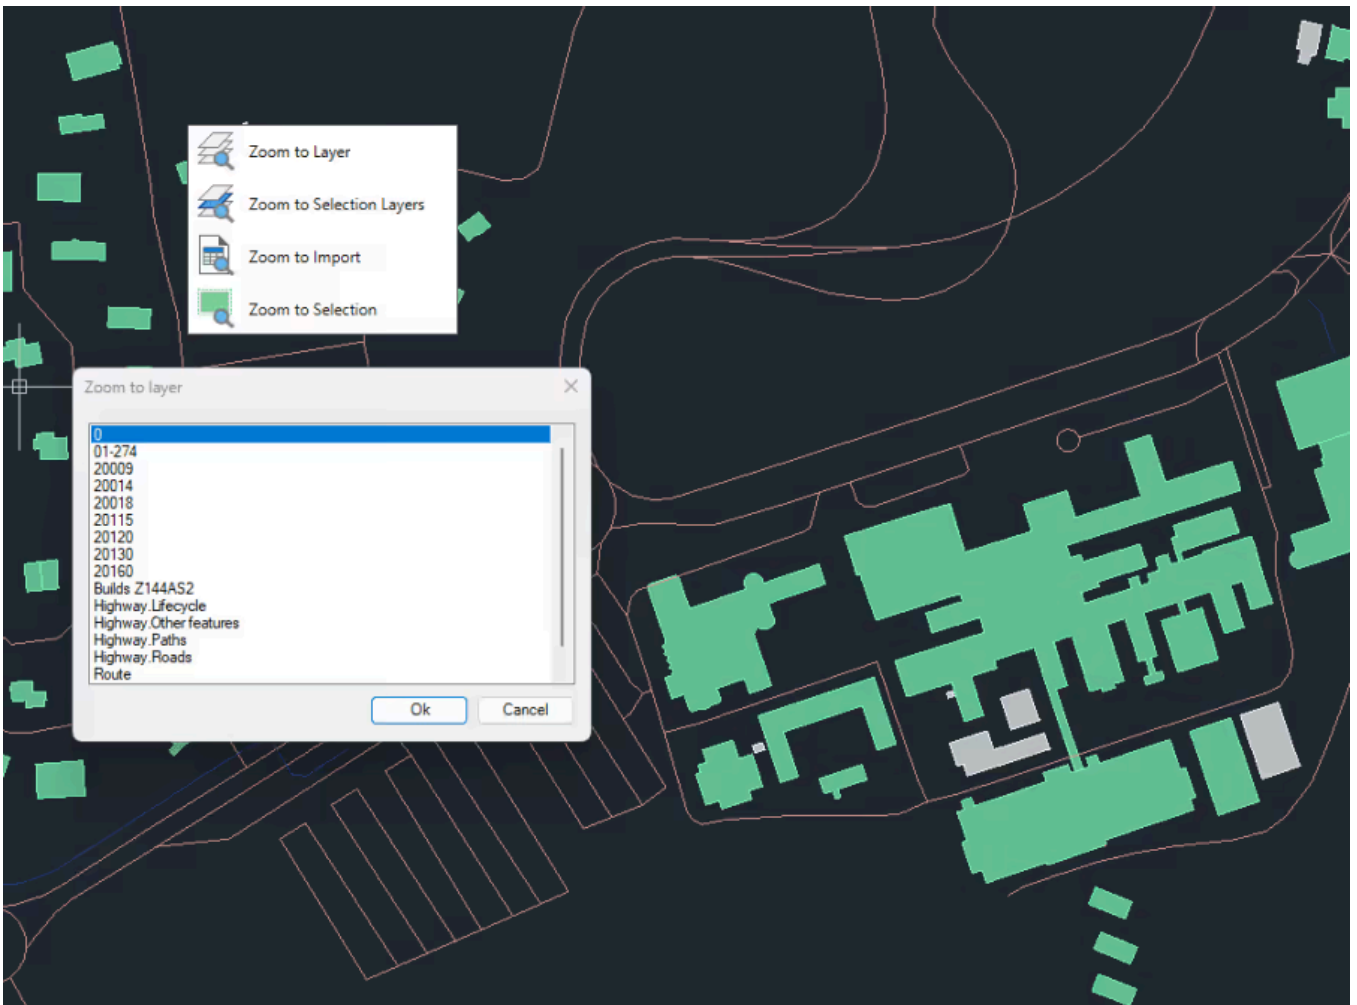 Zoom to Layer
Zoom to Selection Layers
Zoom to Import
Zoom to Selection
Zoom to layer
0
01-274
20009
20014
20018
20115
20120
20130
20160
Builds Z144AS2
Highway.Lifecycle
Highway.Other features
Highway.Paths
Highway.Roads
Route
Ok
Cancel